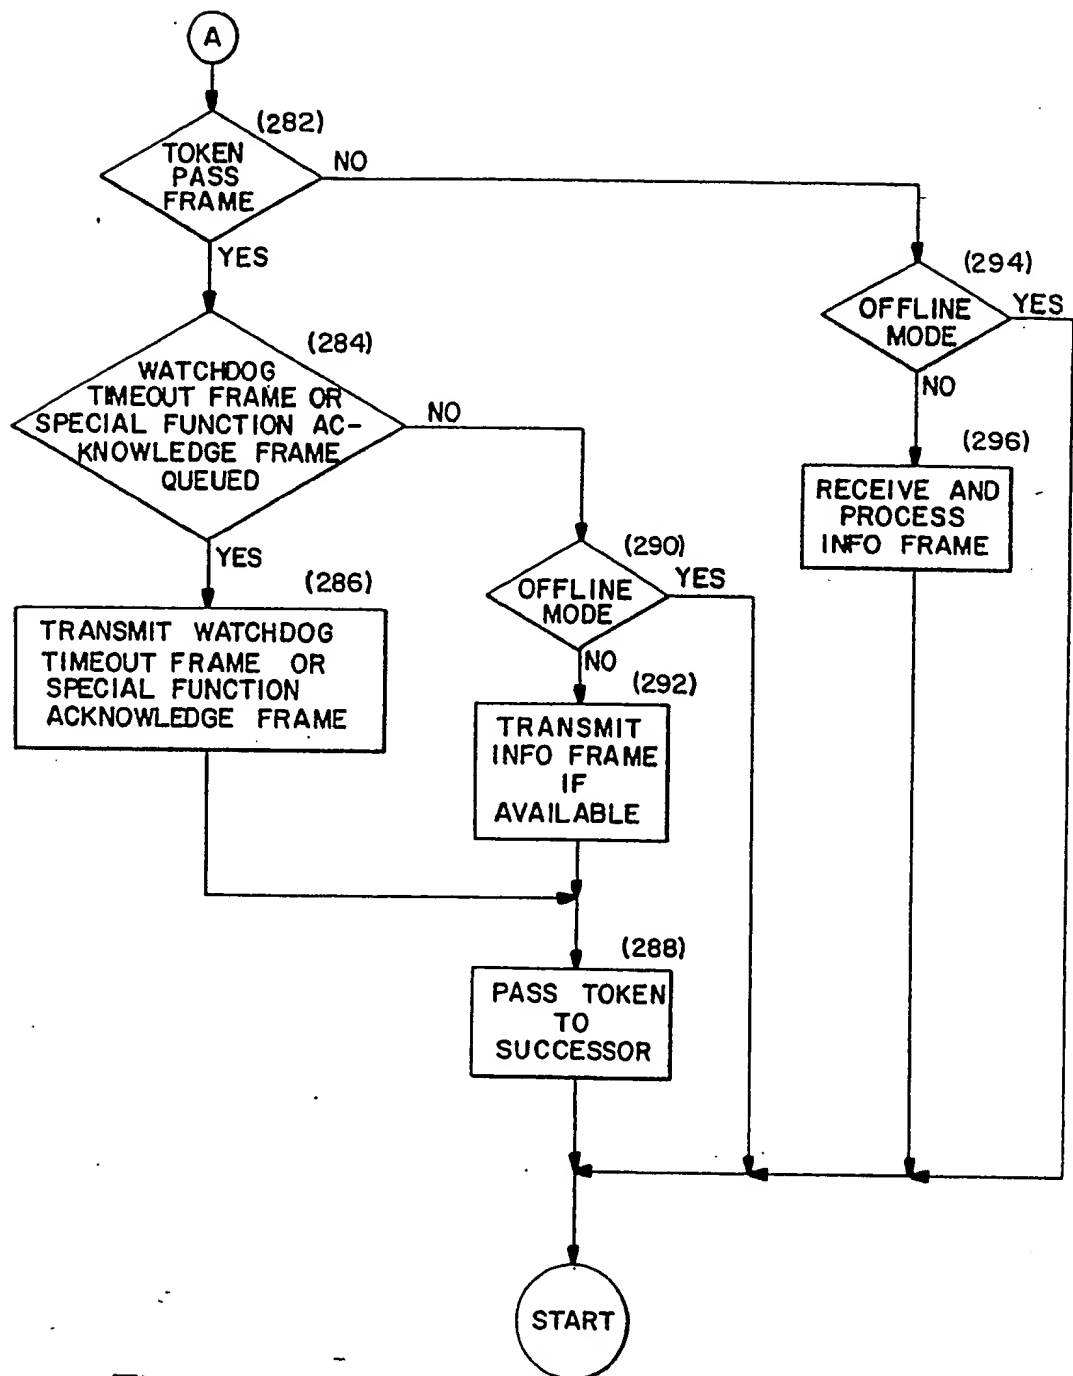 A
(282)
TOKEN
PASS
FRAME
NO
YES
(294)
OFFLINE
MODE
YES
NO
(284)
WATCHDOG
TIMEOUT FRAME OR
SPECIAL FUNCTION AC-
KNOWLEDGE FRAME
QUEUED
NO
YES
(296)
RECEIVE AND
PROCESS
INFO FRAME
(290)
OFFLINE
MODE
YES
NO
(286)
TRANSMIT WATCHDOG
TIMEOUT FRAME OR
SPECIAL FUNCTION
ACKNOWLEDGE FRAME
(292)
TRANSMIT
INFO FRAME
IF
AVAILABLE
(288)
PASS TOKEN
TO
SUCCESSOR
START